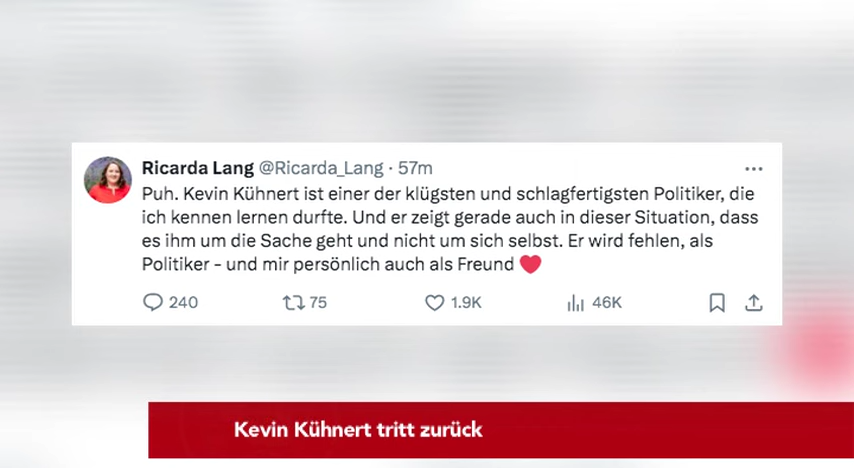 Ricarda Lang @Ricarda_Lang · 57m
Puh. Kevin Kühnert ist einer der klügsten und schlagfertigsten Politiker, die
ich kennen lernen durfte. Und er zeigt gerade auch in dieser Situation, dass
es ihm um die Sache geht und nicht um sich selbst. Er wird fehlen, als
Politiker - und mir persönlich auch als Freund ❤️
240 75 1.9K 46K
Kevin Kühnert tritt zurück